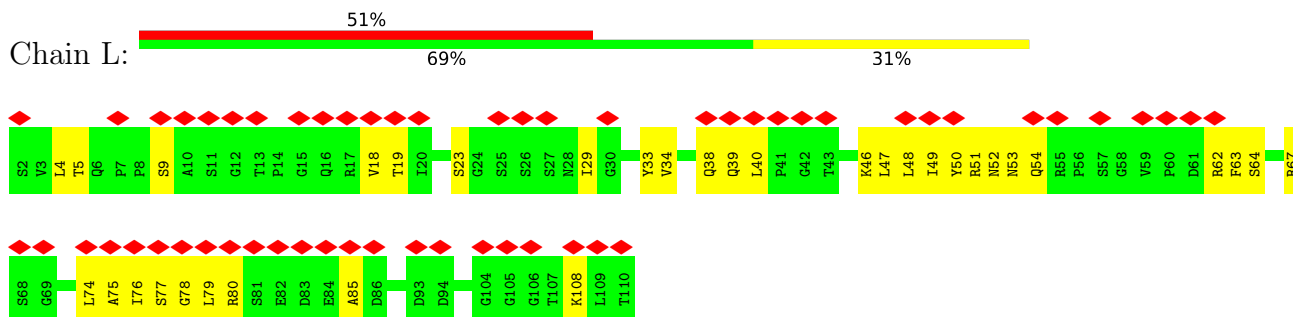 51%
Chain L:
69% 31%
S2 V3 L4 T5 Q6 P7 P8 S9 A10 S11 G12 T13 P14 G15 Q16 R17 V18 T19 I20 S23 G24 S25 S26 S27 N28 I29 G30 Y33 V34 Q38 Q39 L40 P41 G42 T43 K46 L47 L48 I49 Y50 R51 N52 N53 Q54 R55 P56 S57 G58 V59 P60 D61 R62 F63 S64 R67
S68 G69 L74 A75 I76 S77 G78 L79 R80 S81 E82 D83 E84 A85 D86 D93 D94 G104 G105 G106 T107 K108 L109 T110